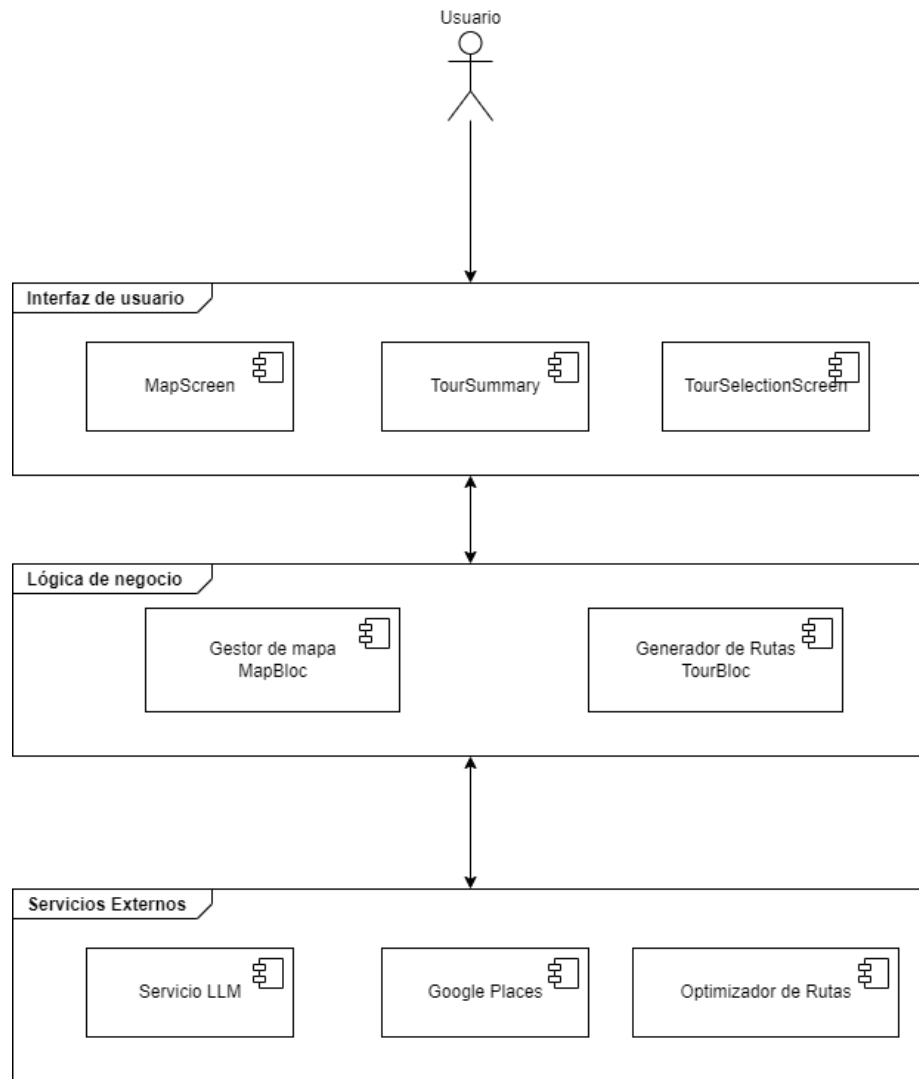 Usuario
Interfaz de usuario
MapScreen
TourSummary
TourSelectionScreen
Lógica de negocio
Gestor de mapa
MapBloc
Generador de Rutas
TourBloc
Servicios Externos
Servicio LLM
Google Places
Optimizador de Rutas